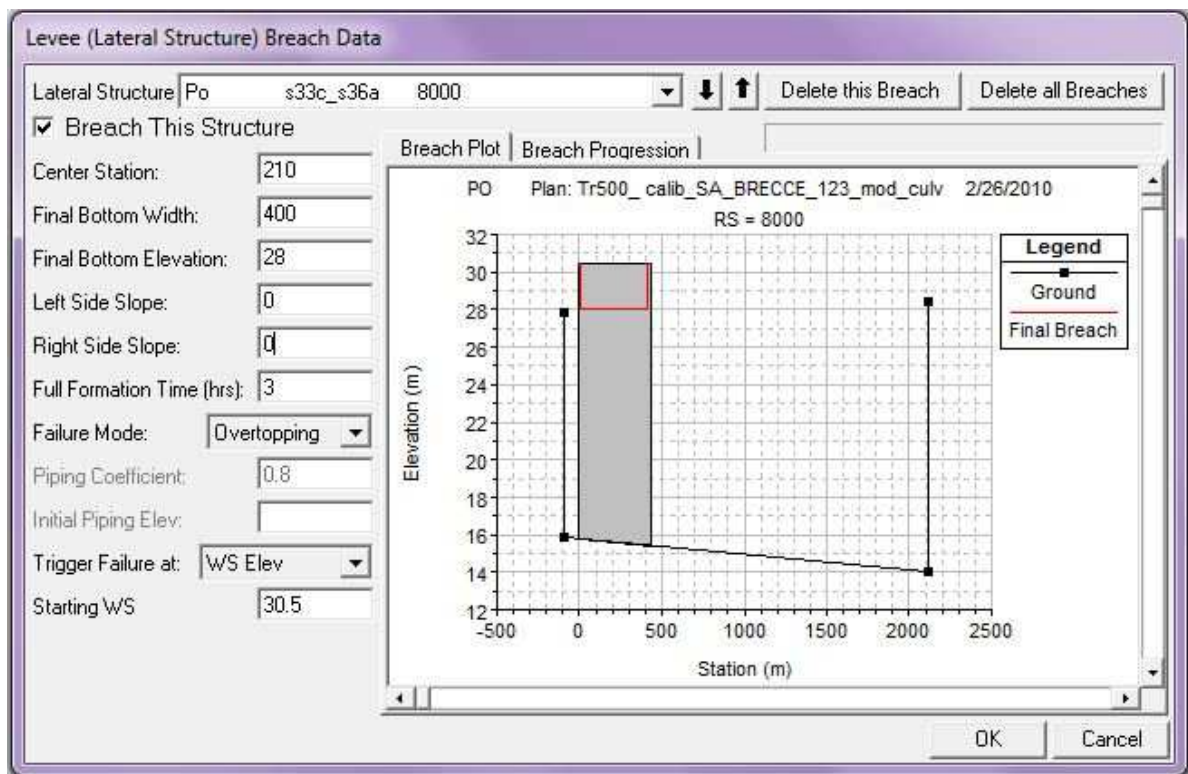 Levee (Lateral Structure) Breach Data
Lateral Structure Po s33c_s36a 8000
Delete this Breach
Delete all Breaches
Breach This Structure
Center Station: 210
Final Bottom Width: 400
Final Bottom Elevation: 28
Left Side Slope: 0
Right Side Slope: 0
Full Formation Time (hrs): 3
Failure Mode: Overtopping
Piping Coefficient: 0.8
Initial Piping Elev:
Trigger Failure at: WS Elev
Starting WS 30.5
Breach Plot
Breach Progression
PO Plan: Tr500_ calib_SA_BRECCE_123_mod_culv 2/26/2010
RS = 8000
32
30
28
26
24
22
20
18
16
14
12
Elevation (m)
-500 0 500 1000 1500 2000 2500
Station (m)
Legend
Ground
Final Breach
OK
Cancel